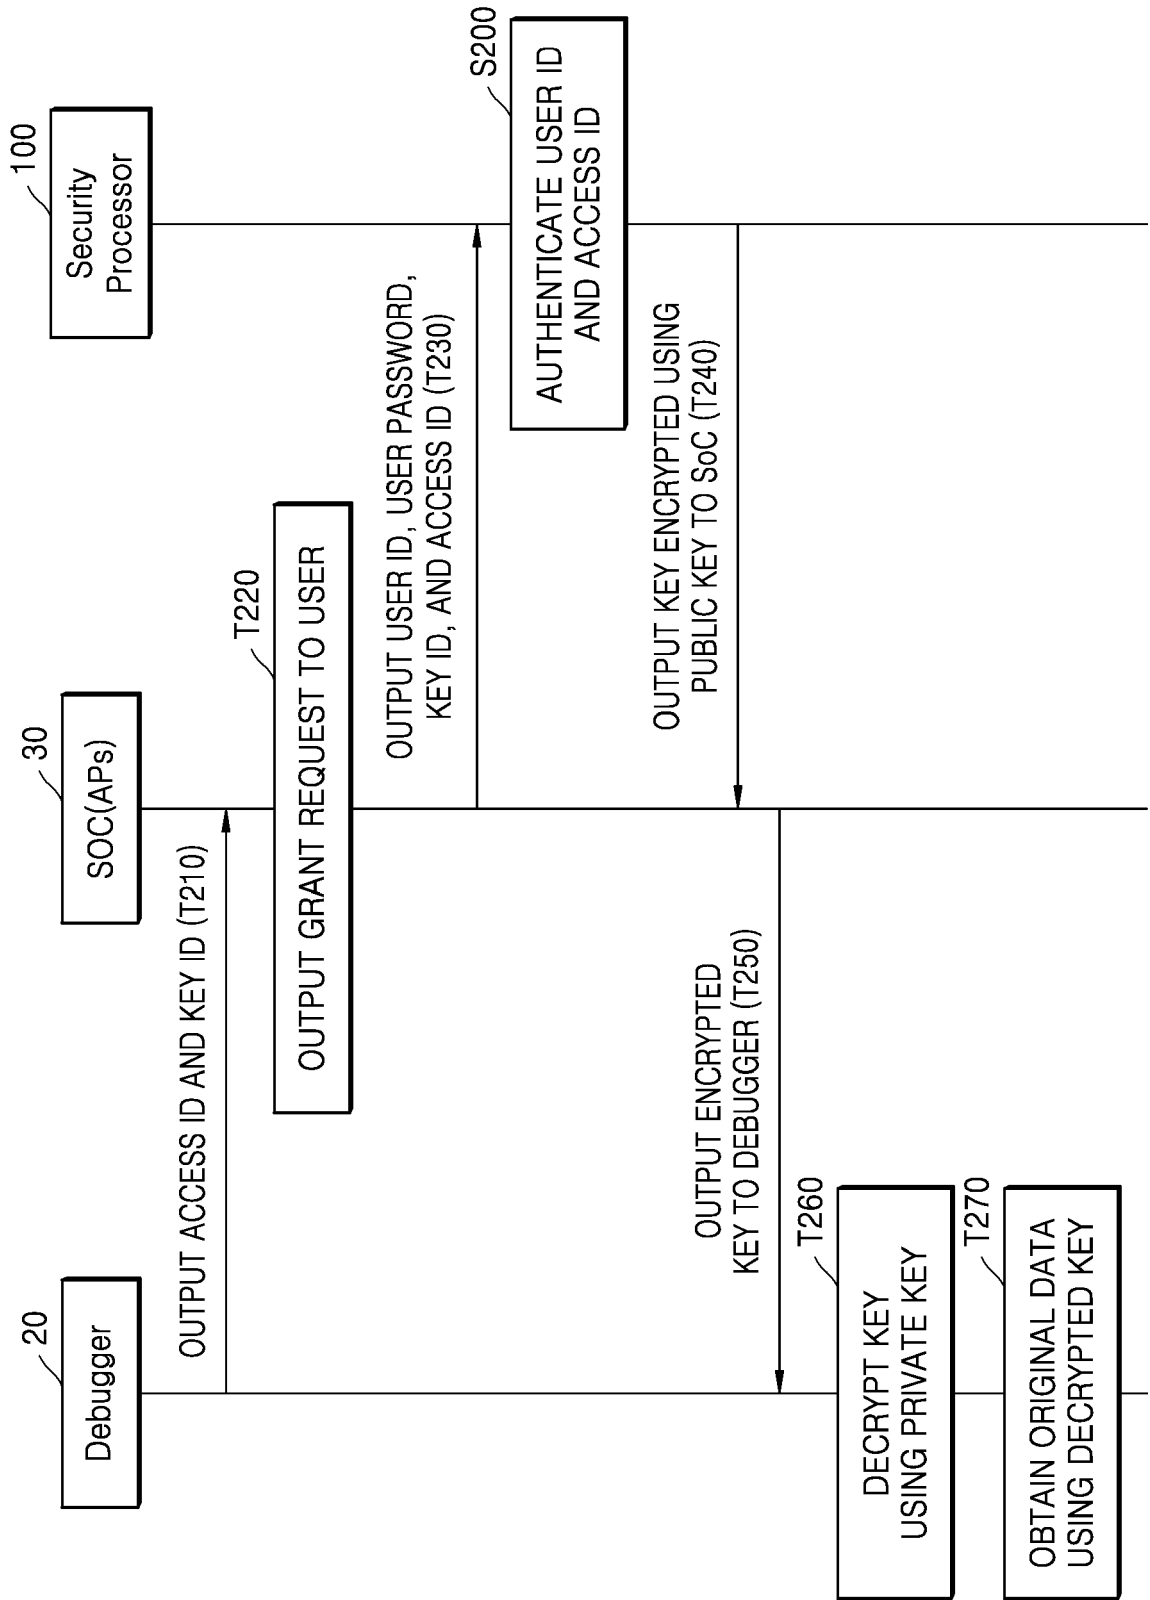 20
Debugger
30
SOC(APs)
100
Security
Processor
OUTPUT ACCESS ID AND KEY ID (T210)
T220
OUTPUT GRANT REQUEST TO USER
OUTPUT USER ID, USER PASSWORD,
KEY ID, AND ACCESS ID (T230)
S200
AUTHENTICATE USER ID
AND ACCESS ID
OUTPUT KEY ENCRYPTED USING
PUBLIC KEY TO SoC (T240)
OUTPUT ENCRYPTED
KEY TO DEBUGGER (T250)
T260
DECRYPT KEY
USING PRIVATE KEY
T270
OBTAIN ORIGINAL DATA
USING DECRYPTED KEY